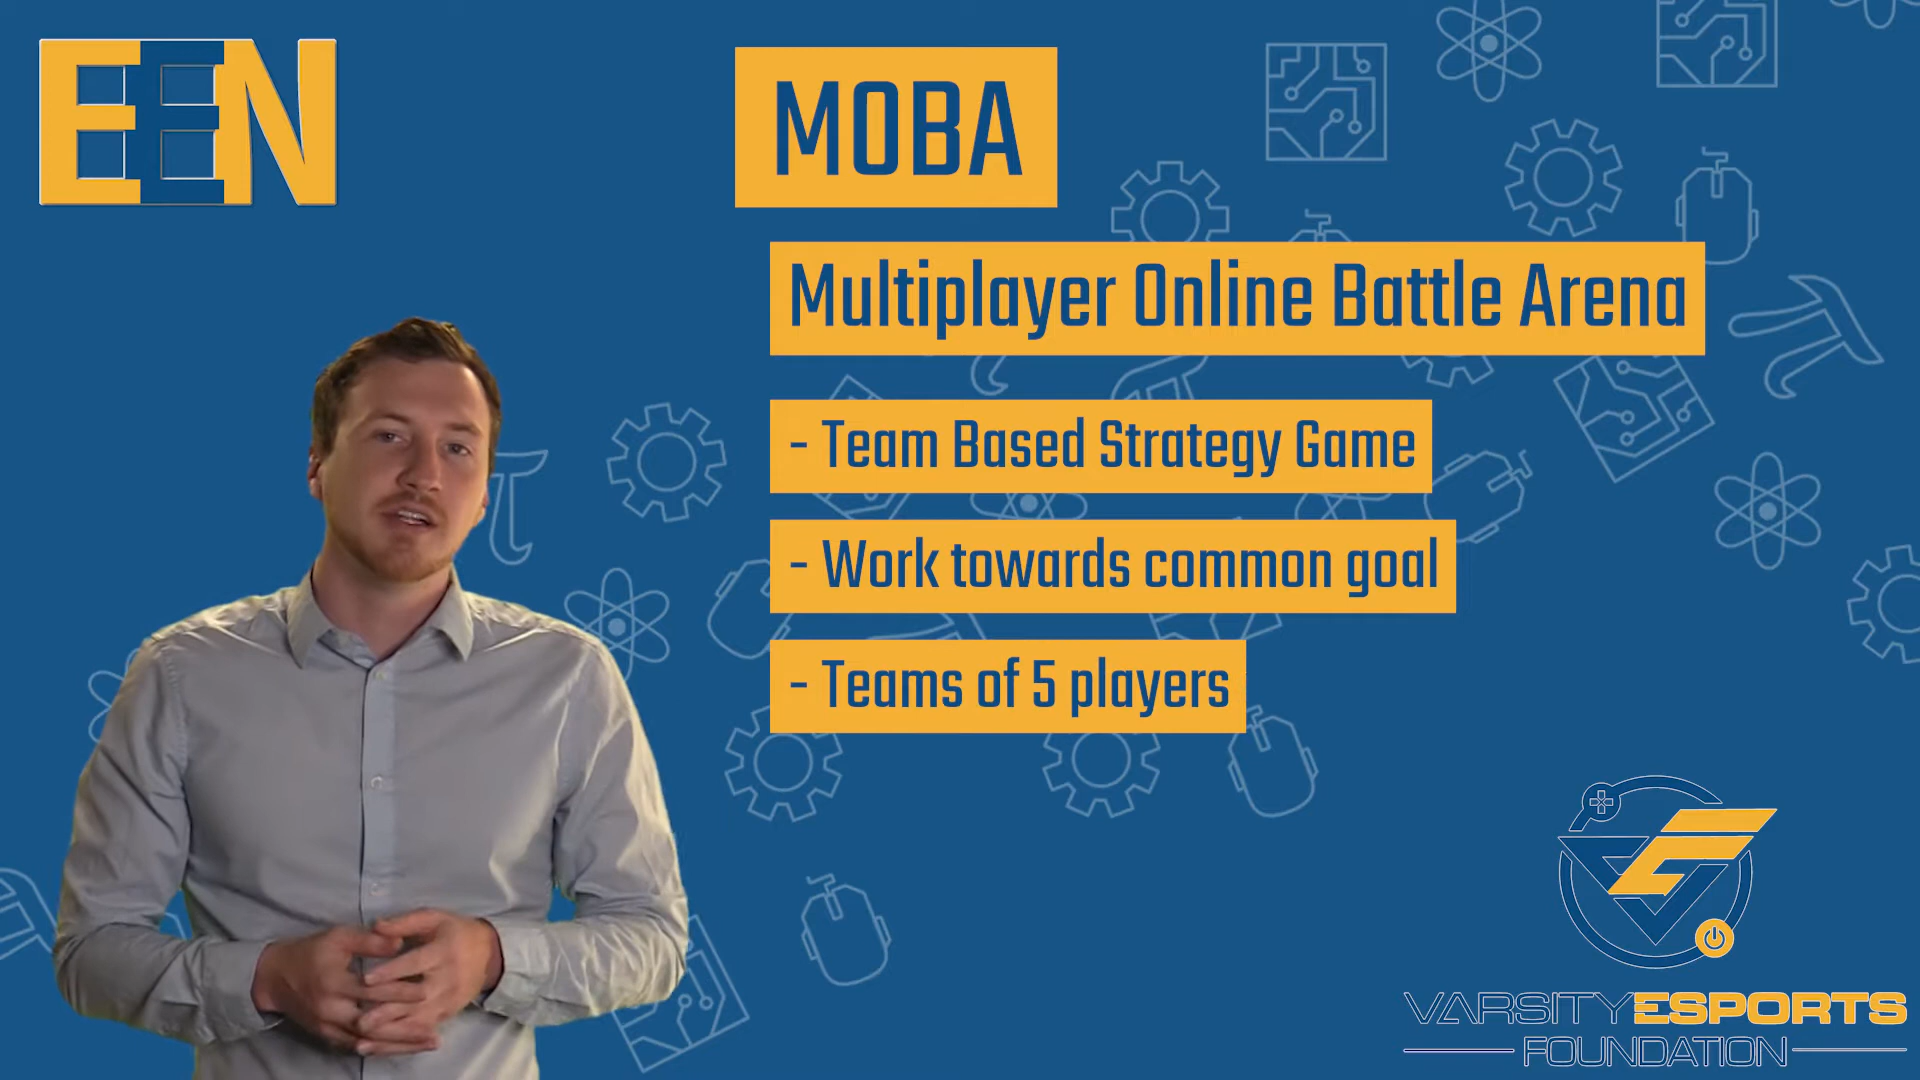 EEN
MOBA
Multiplayer Online Battle Arena
- Team Based Strategy Game
- Work towards common goal
- Teams of 5 players
VARSITY ESPORTS
FOUNDATION